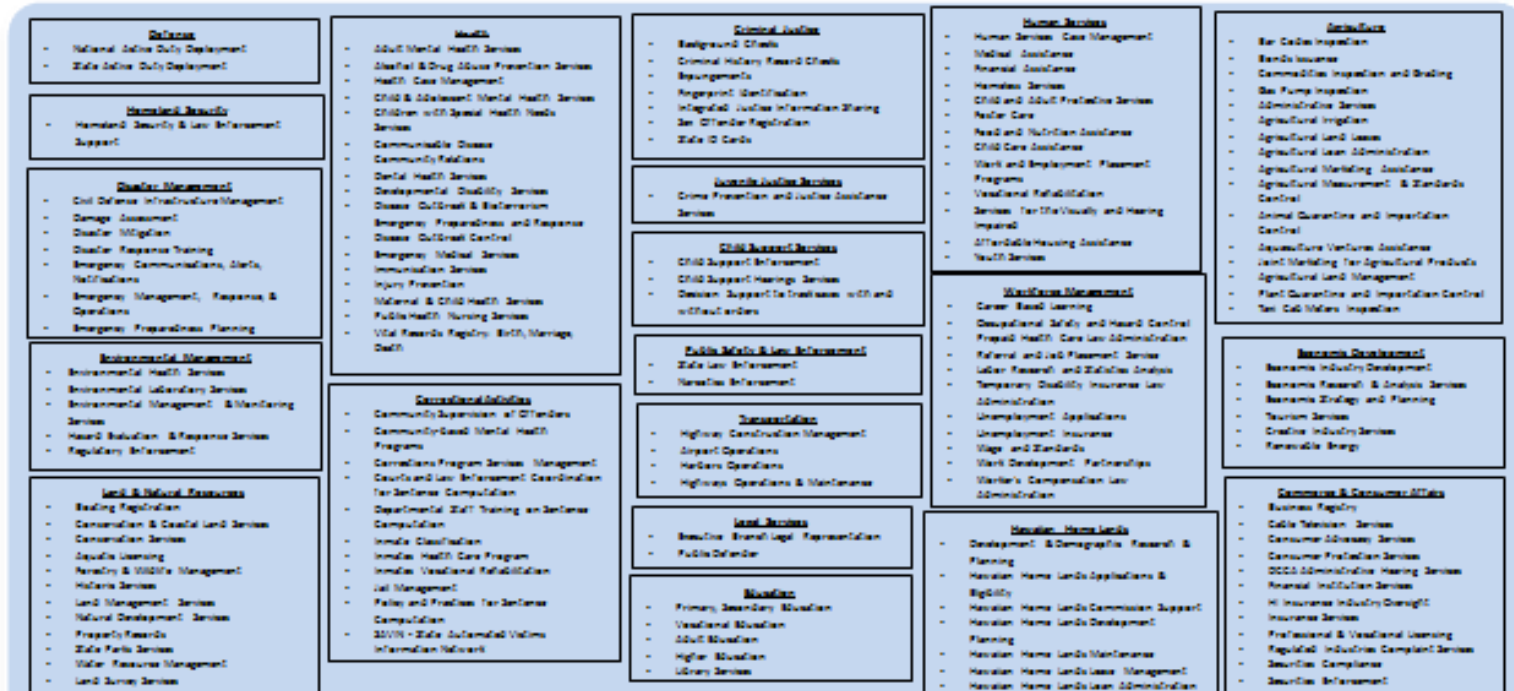 Defense
- National Active Duty Deployment
- State Active Duty Deployment
Homeland Security
- Homeland Security & Law Enforcement
Support
Disaster Management
- Civil Defense Infrastructure Management
- Damage Assessment
- Disaster Mitigation
- Disaster Response Training
- Emergency Communications, Alerts,
Notifications
- Emergency Management, Response, &
Operations
- Emergency Preparedness Planning
Environmental Management
- Environmental Health Services
- Environmental Laboratory Services
- Environmental Management & Monitoring
Services
- Hazard Evaluation & Response Services
- Regulatory Enforcement
Land & Natural Resources
- Boating Registration
- Conservation & Coastal Land Services
- Conservation Services
- Aquatic Licensing
- Forestry & Wildlife Management
- Historic Services
- Land Management Services
- Natural Development Services
- Property Records
- State Parks Services
- Water Resource Management
- Land Survey Services
Health
- Adult Mental Health Services
- Alcohol & Drug Abuse Prevention Services
- Health Case Management
- Child & Adolescent Mental Health Services
- Children with Special Health Needs
Services
- Communicable Disease
- Community Relations
- Dental Health Services
- Developmental Disability Services
- Disease Outbreak & Bioterrorism
Emergency Preparedness and Response
- Disease Outbreak Control
- Emergency Medical Services
- Immunization Services
- Injury Prevention
- Maternal & Child Health Services
- Public Health Nursing Services
- Vital Records Registry: Birth, Marriage,
Death
Correctional Activities
- Community Supervision of Offenders
- Community-based Mental Health
Programs
- Corrections Program Services Management
- Courts and Law Enforcement Coordination
for Sentence Computation
- Departmental Staff Training on Sentence
Computation
- Inmate Classification
- Inmates Health Care Program
- Inmates Vocational Rehabilitation
- Jail Management
- Policy and Practices for Sentence
Computation
- SAVIN - State Automated Victims
Information Network
Criminal Justice
- Background Checks
- Criminal History Record Checks
- Expungements
- Fingerprint Identification
- Integrated Justice Information Sharing
- Sex Offender Registration
- State ID Cards
Juvenile Justice Services
- Crime Prevention and Justice Assistance
Services
Child Support Services
- Child Support Enforcement
- Child Support Hearings Services
- Decision Support to with and
without orders
Public Safety & Law Enforcement
- State Law Enforcement
- Narcotics Enforcement
Transportation
- Highway Construction Management
- Airport Operations
- Harbors Operations
- Highways Operations & Maintenance
Legal Services
- Executive Branch Legal Representation
- Public Defender
Education
- Primary, Secondary Education
- Vocational Education
- Adult Education
- Higher Education
- Library Services
Human Services
- Human Services Case Management
- Medical Assistance
- Financial Assistance
- Homeless Services
- Child and Adult Protective Services
- Foster Care
- Food and Nutrition Assistance
- Child Care Assistance
- Work and Employment Placement
Programs
- Vocational Rehabilitation
- Services for the Visually and Hearing
Impaired
- Affordable Housing Assistance
- Youth Services
Workforce Management
- Career Based Learning
- Occupational Safety and Hazard Control
- Prepaid Health Care Law Administration
- Referral and Job Placement Service
- Labor Research and Statistics Analysis
- Temporary Disability Insurance Law
Administration
- Unemployment Applications
- Unemployment Insurance
- Wage and Standards
- Work Development Partnerships
- Worker's Compensation Law
Administration
Hawaiian Home Lands
- Development & Demographic Research &
Planning
- Hawaiian Home Lands Applications &
Eligibility
- Hawaiian Home Lands Commission Support
- Hawaiian Home Lands Development
Planning
- Hawaiian Home Lands Maintenance
- Hawaiian Home Lands Lease Management
- Hawaiian Home Lands Loan Administration
Agriculture
- Bar Codes Inspection
- Bonds Issuance
- Commodities Inspection and Grading
- Gas Pump Inspection
- Administrative Services
- Agricultural Irrigation
- Agricultural Land Leases
- Agricultural Loan Administration
- Agricultural Marketing Assistance
- Agricultural Measurement & Standards
Control
- Animal Quarantine and Importation
Control
- Aquaculture Ventures Assistance
- Joint Marketing for Agricultural Products
- Agricultural Land Management
- Plant Quarantine and Importation Control
- Taxi Cab Meters Inspection
Economic Development
- Economic Industry Development
- Economic Research & Analysis Services
- Economic Strategy and Planning
- Tourism Services
- Creative Industry Services
- Renewable Energy
Commerce & Consumer Affairs
- Business Registry
- Cable Television Services
- Consumer Advocacy Services
- Consumer Protection Services
- DCCA Administrative Hearing Services
- Financial Institution Services
- HI Insurance Industry Oversight
- Insurance Services
- Professional & Vocational Licensing
- Regulated Industries Complaint Services
- Securities Compliance
- Securities Enforcement